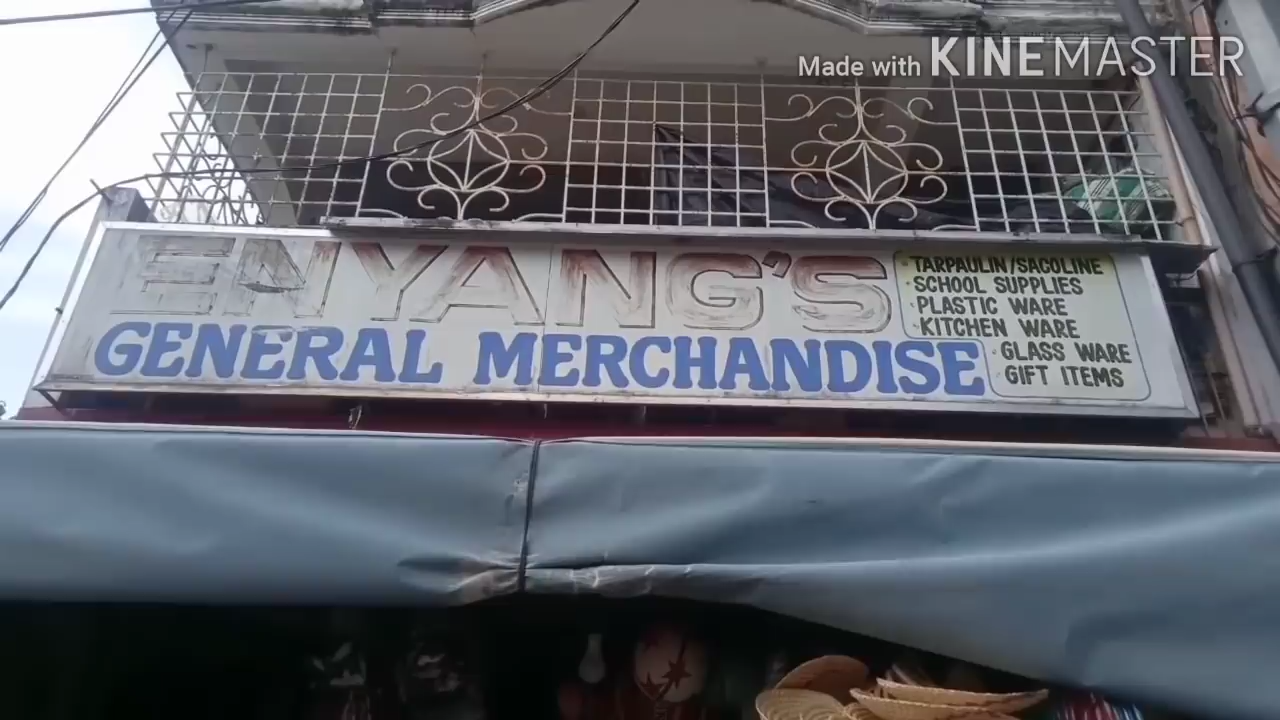 Made with KINEMASTER
ENYANG'S
GENERAL MERCHANDISE
· TARPAULIN/SACOLINE
· SCHOOL SUPPLIES
· PLASTIC WARE
· KITCHEN WARE
· GLASS WARE
GIFT ITEMS